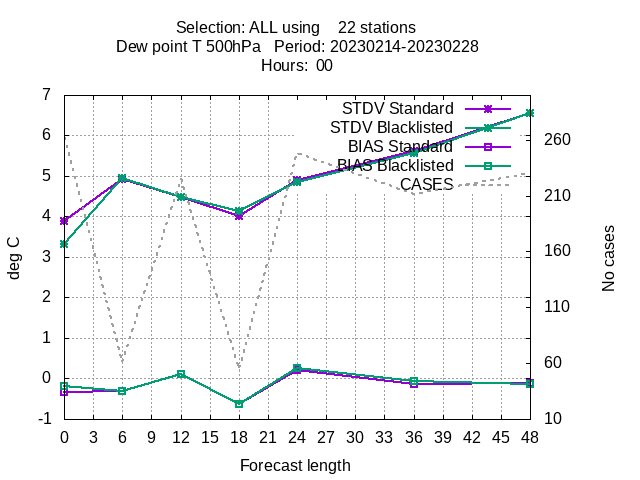 Selection: ALL using    22 stations
Dew point T 500hPa   Period: 20230214-20230228
Hours:  00
7
6
5
4
3
2
1
0
-1
deg C
STDV Standard
STDV Blacklisted
BIAS Standard
BIAS Blacklisted
CASES
260
210
160
110
60
10
No cases
0 3 6 9 12 15 18 21 24 27 30 33 36 39 42 45 48
Forecast length